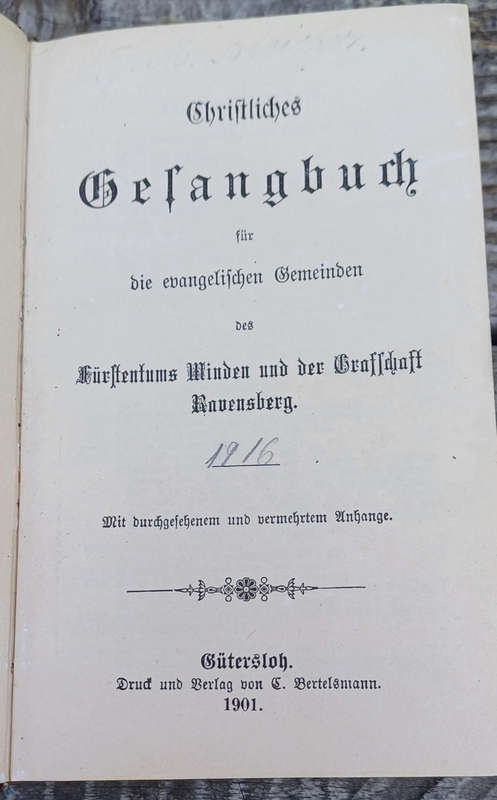 Christliches
Gesangbuch
für
die evangelischen Gemeinden
des
Fürstentums Minden und der Grafschaft
Ravensberg.
1916
Mit durchgesehenem und vermehrtem Anhange.
Gütersloh.
Druck und Verlag von C. Bertelsmann.
1901.